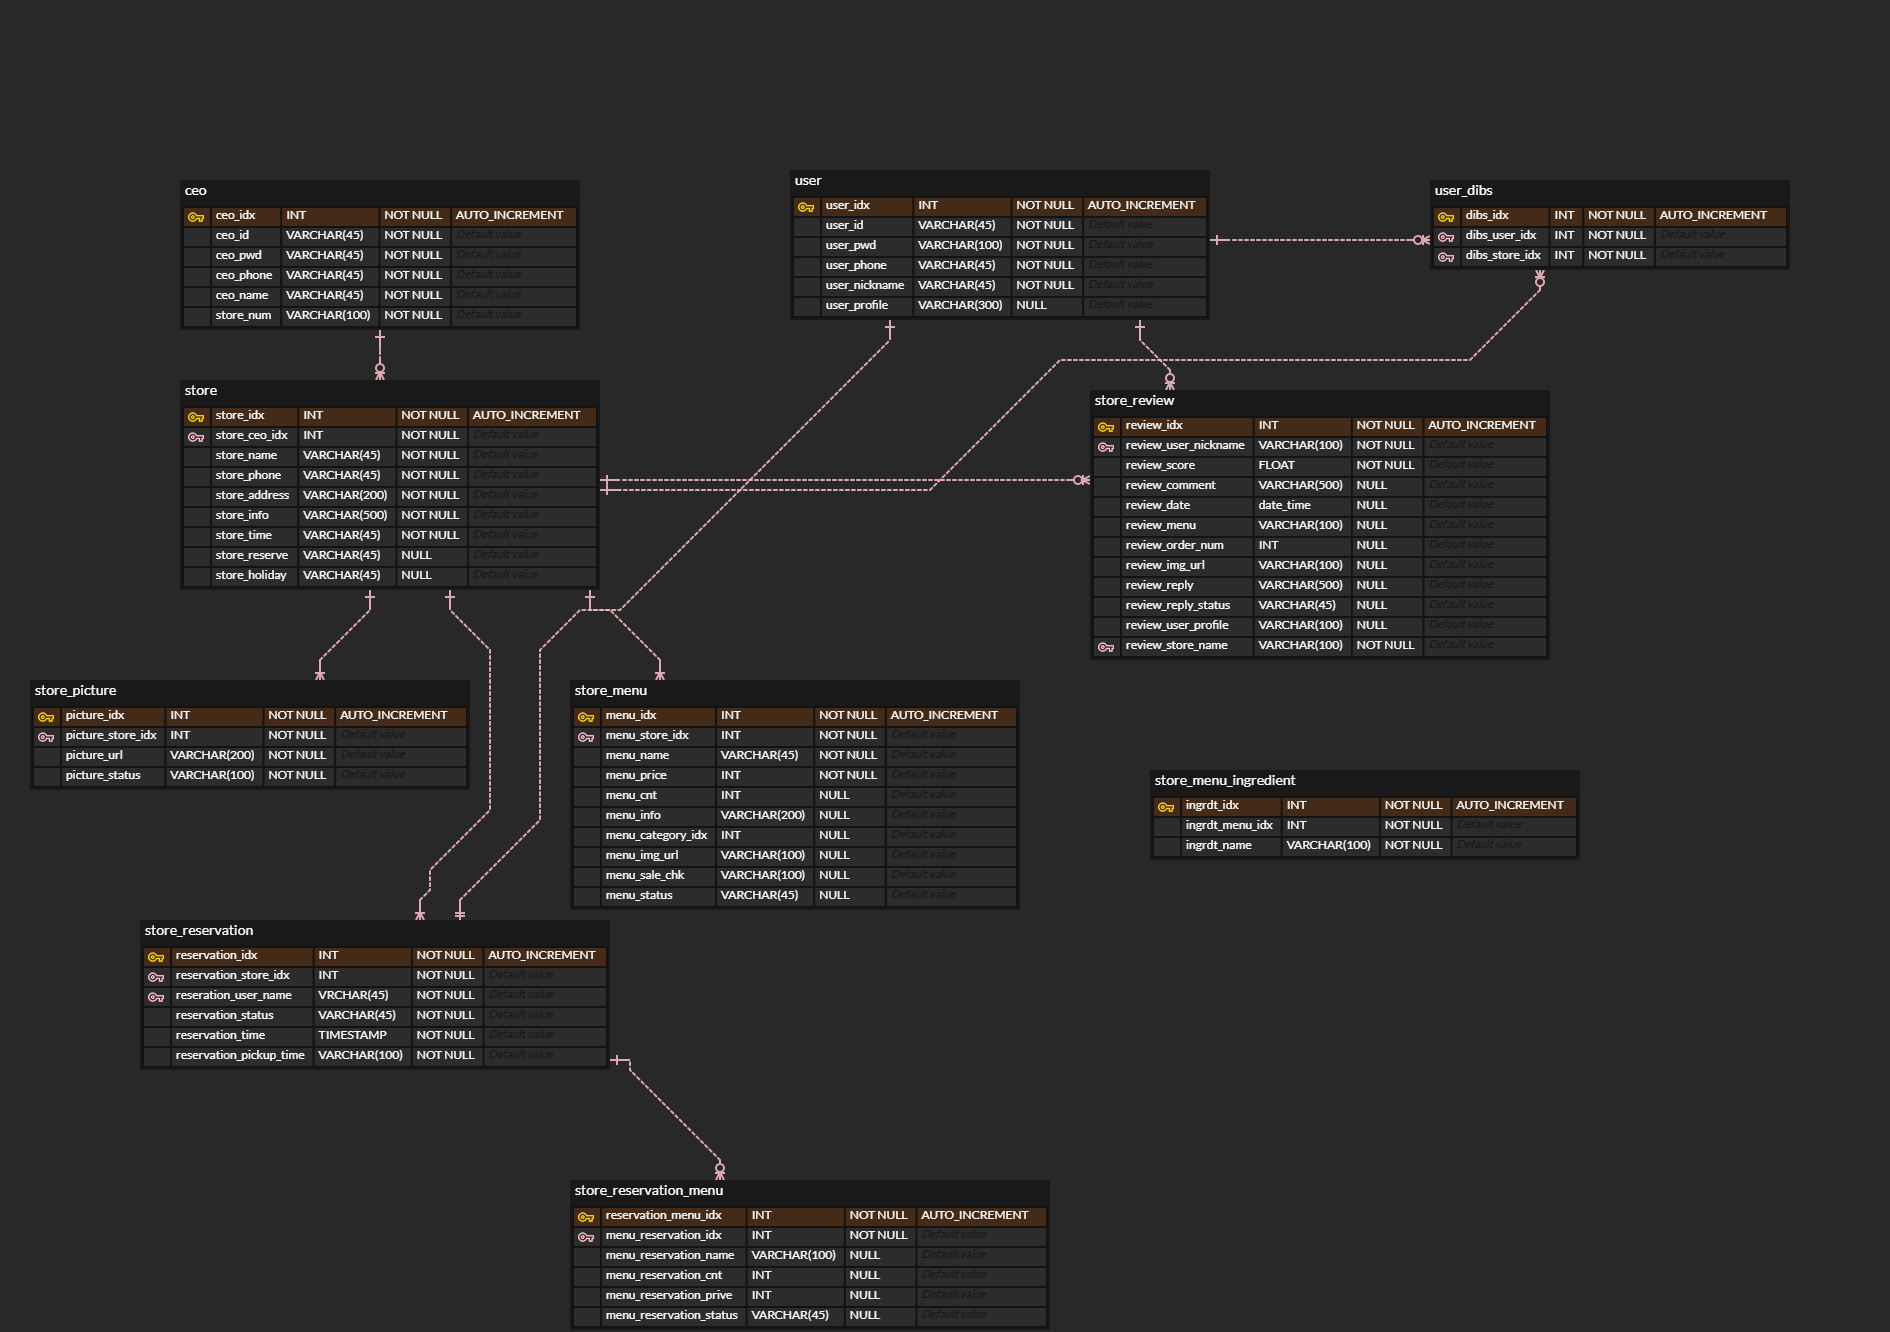 ceo
ceo_idx INT NOT NULL AUTO_INCREMENT
ceo_id VARCHAR(45) NOT NULL Default value
ceo_pwd VARCHAR(45) NOT NULL Default value
ceo_phone VARCHAR(45) NOT NULL Default value
ceo_name VARCHAR(45) NOT NULL Default value
store_num VARCHAR(100) NOT NULL Default value
user
user_idx INT NOT NULL AUTO_INCREMENT
user_id VARCHAR(45) NOT NULL Default value
user_pwd VARCHAR(100) NOT NULL Default value
user_phone VARCHAR(45) NOT NULL Default value
user_nickname VARCHAR(45) NOT NULL Default value
user_profile VARCHAR(300) NULL Default value
user_dibs
dibs_idx INT NOT NULL AUTO_INCREMENT
dibs_user_idx INT NOT NULL Default value
dibs_store_idx INT NOT NULL Default value
store
store_idx INT NOT NULL AUTO_INCREMENT
store_ceo_idx INT NOT NULL Default value
store_name VARCHAR(45) NOT NULL Default value
store_phone VARCHAR(45) NOT NULL Default value
store_address VARCHAR(200) NOT NULL Default value
store_info VARCHAR(500) NOT NULL Default value
store_time VARCHAR(45) NOT NULL Default value
store_reserve VARCHAR(45) NULL Default value
store_holiday VARCHAR(45) NULL Default value
store_review
review_idx INT NOT NULL AUTO_INCREMENT
review_user_nickname VARCHAR(100) NOT NULL Default value
review_score FLOAT NOT NULL Default value
review_comment VARCHAR(500) NULL Default value
review_date date_time NULL Default value
review_menu VARCHAR(100) NULL Default value
review_order_num INT NULL Default value
review_img_url VARCHAR(100) NULL Default value
review_reply VARCHAR(500) NULL Default value
review_reply_status VARCHAR(45) NULL Default value
review_user_profile VARCHAR(100) NULL Default value
review_store_name VARCHAR(100) NOT NULL Default value
store_picture
picture_idx INT NOT NULL AUTO_INCREMENT
picture_store_idx INT NOT NULL Default value
picture_url VARCHAR(200) NOT NULL Default value
picture_status VARCHAR(100) NOT NULL Default value
store_menu
menu_idx INT NOT NULL AUTO_INCREMENT
menu_store_idx INT NOT NULL Default value
menu_name VARCHAR(45) NOT NULL Default value
menu_price INT NOT NULL Default value
menu_cnt INT NULL Default value
menu_info VARCHAR(200) NULL Default value
menu_category_idx INT NULL Default value
menu_img_url VARCHAR(100) NULL Default value
menu_sale_chk VARCHAR(100) NULL Default value
menu_status VARCHAR(45) NULL Default value
store_menu_ingredient
ingrdt_idx INT NOT NULL AUTO_INCREMENT
ingrdt_menu_idx INT NOT NULL Default value
ingrdt_name VARCHAR(100) NOT NULL Default value
store_reservation
reservation_idx INT NOT NULL AUTO_INCREMENT
reservation_store_idx INT NOT NULL Default value
reseration_user_name VRCHAR(45) NOT NULL Default value
reservation_status VARCHAR(45) NOT NULL Default value
reservation_time TIMESTAMP NOT NULL Default value
reservation_pickup_time VARCHAR(100) NOT NULL Default value
store_reservation_menu
reservation_menu_idx INT NOT NULL AUTO_INCREMENT
menu_reservation_idx INT NOT NULL Default value
menu_reservation_name VARCHAR(100) NULL Default value
menu_reservation_cnt INT NULL Default value
menu_reservation_prive INT NULL Default value
menu_reservation_status VARCHAR(45) NULL Default value